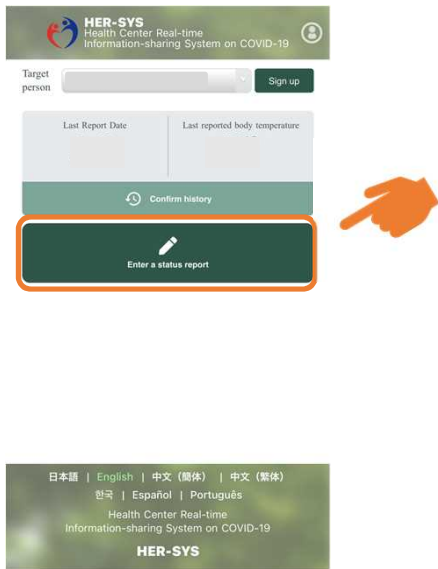 HER-SYS
Health Center Real-time
Information-sharing System on COVID-19
Target
person
Sign up
Last Report Date
Last reported body temperature
Confirm history
Enter a status report
日本語 | English | 中文（簡体） | 中文（繁体）
한국 | Español | Português
Health Center Real-time
Information-sharing System on COVID-19
HER-SYS